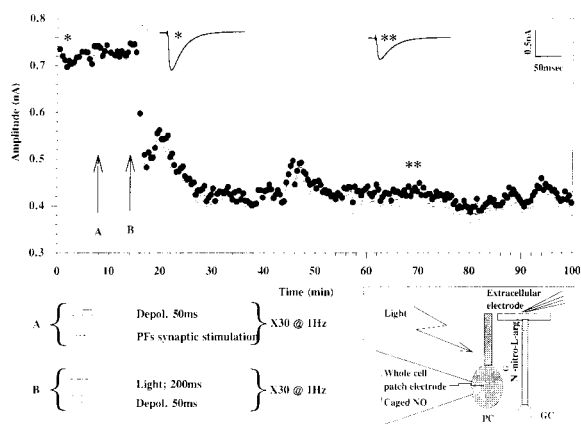 0.8
0.7
0.6
0.5
0.4
0.3
Amplitude (nA)
*
*
**
0.5nA
50msec
**
A
B
0
10
20
30
40
50
60
70
80
90
100
Time (min)
A
Depol. 50ms
PFs synaptic stimulation
X30 @ 1Hz
B
Light; 200ms
Depol. 50ms
X30 @ 1Hz
Extracellular
electrode
Light
N -nitro-L-arg.
G
Whole cell
patch electrode
Caged NO
PC
GC